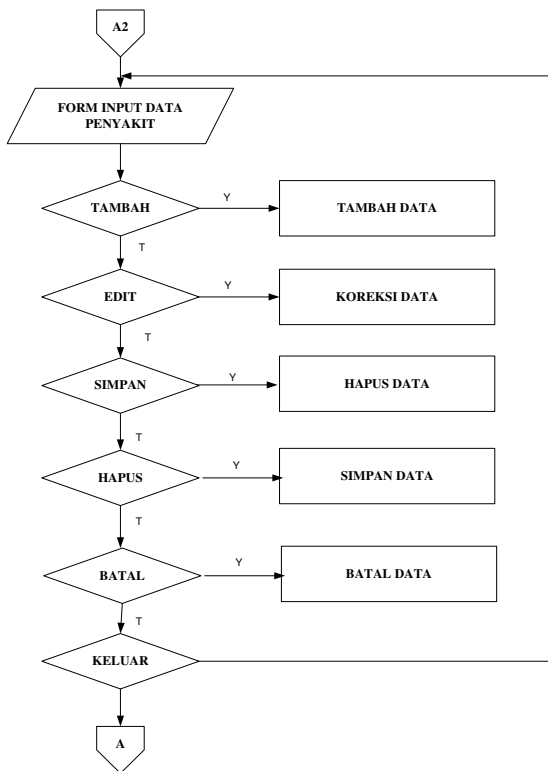 A2
FORM INPUT DATA
PENYAKIT
TAMBAH
Y
TAMBAH DATA
T
EDIT
Y
KOREKSI DATA
T
SIMPAN
Y
HAPUS DATA
T
HAPUS
Y
SIMPAN DATA
T
BATAL
Y
BATAL DATA
T
KELUAR
A